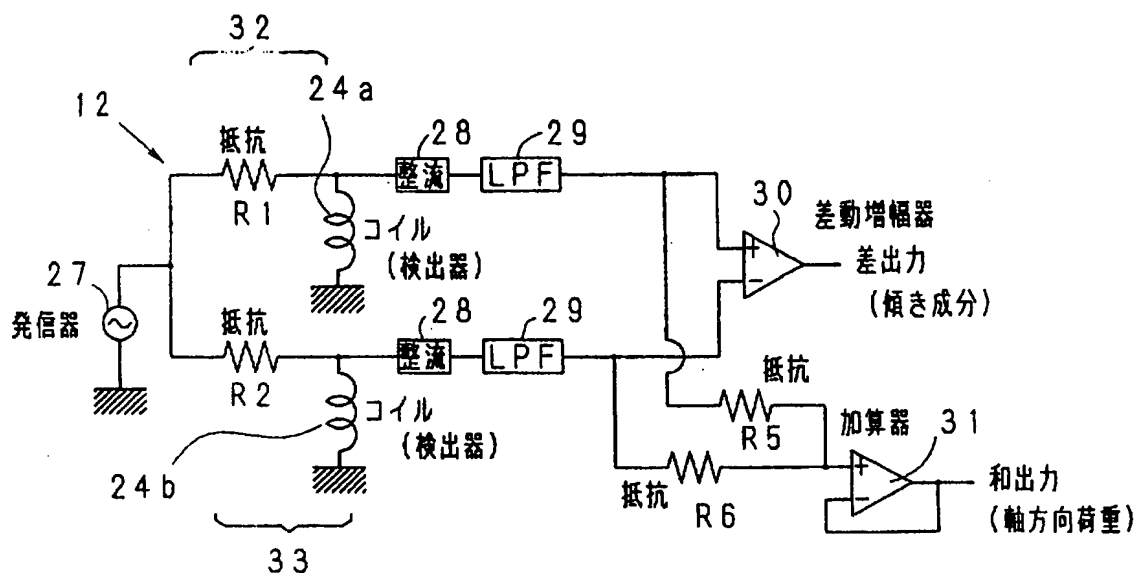 32
24a
12
抵抗
R1
28
整流
29
LPF
コイル
(検出器)
30
差動増幅器
+
-
差出力
(傾き成分)
27
発信器
抵抗
R2
28
整流
29
LPF
コイル
(検出器)
24b
33
抵抗
R5
抵抗
R6
加算器
31
+
-
和出力
(軸方向荷重)